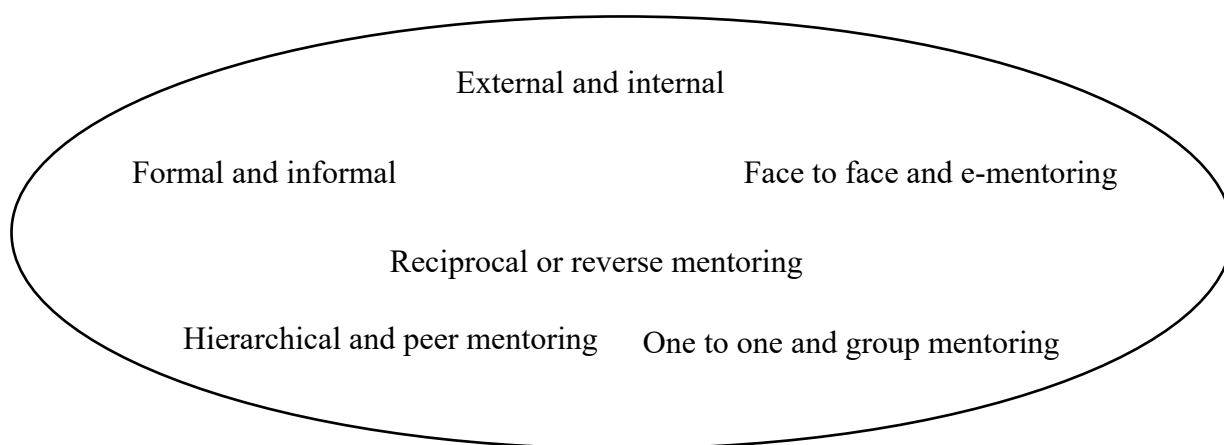 External and internal
Formal and informal
Face to face and e-mentoring
Reciprocal or reverse mentoring
Hierarchical and peer mentoring
One to one and group mentoring